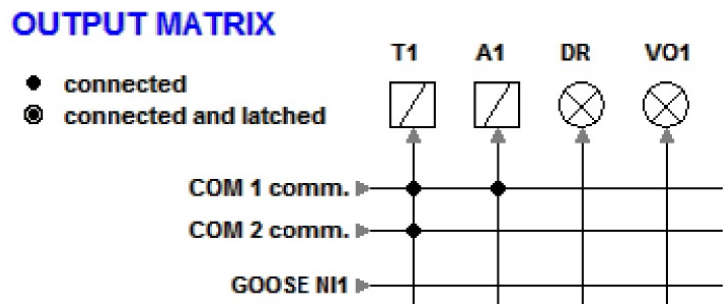 OUTPUT MATRIX
connected
connected and latched
T1 A1 DR VO1
COM 1 comm.
COM 2 comm.
GOOSE NI1